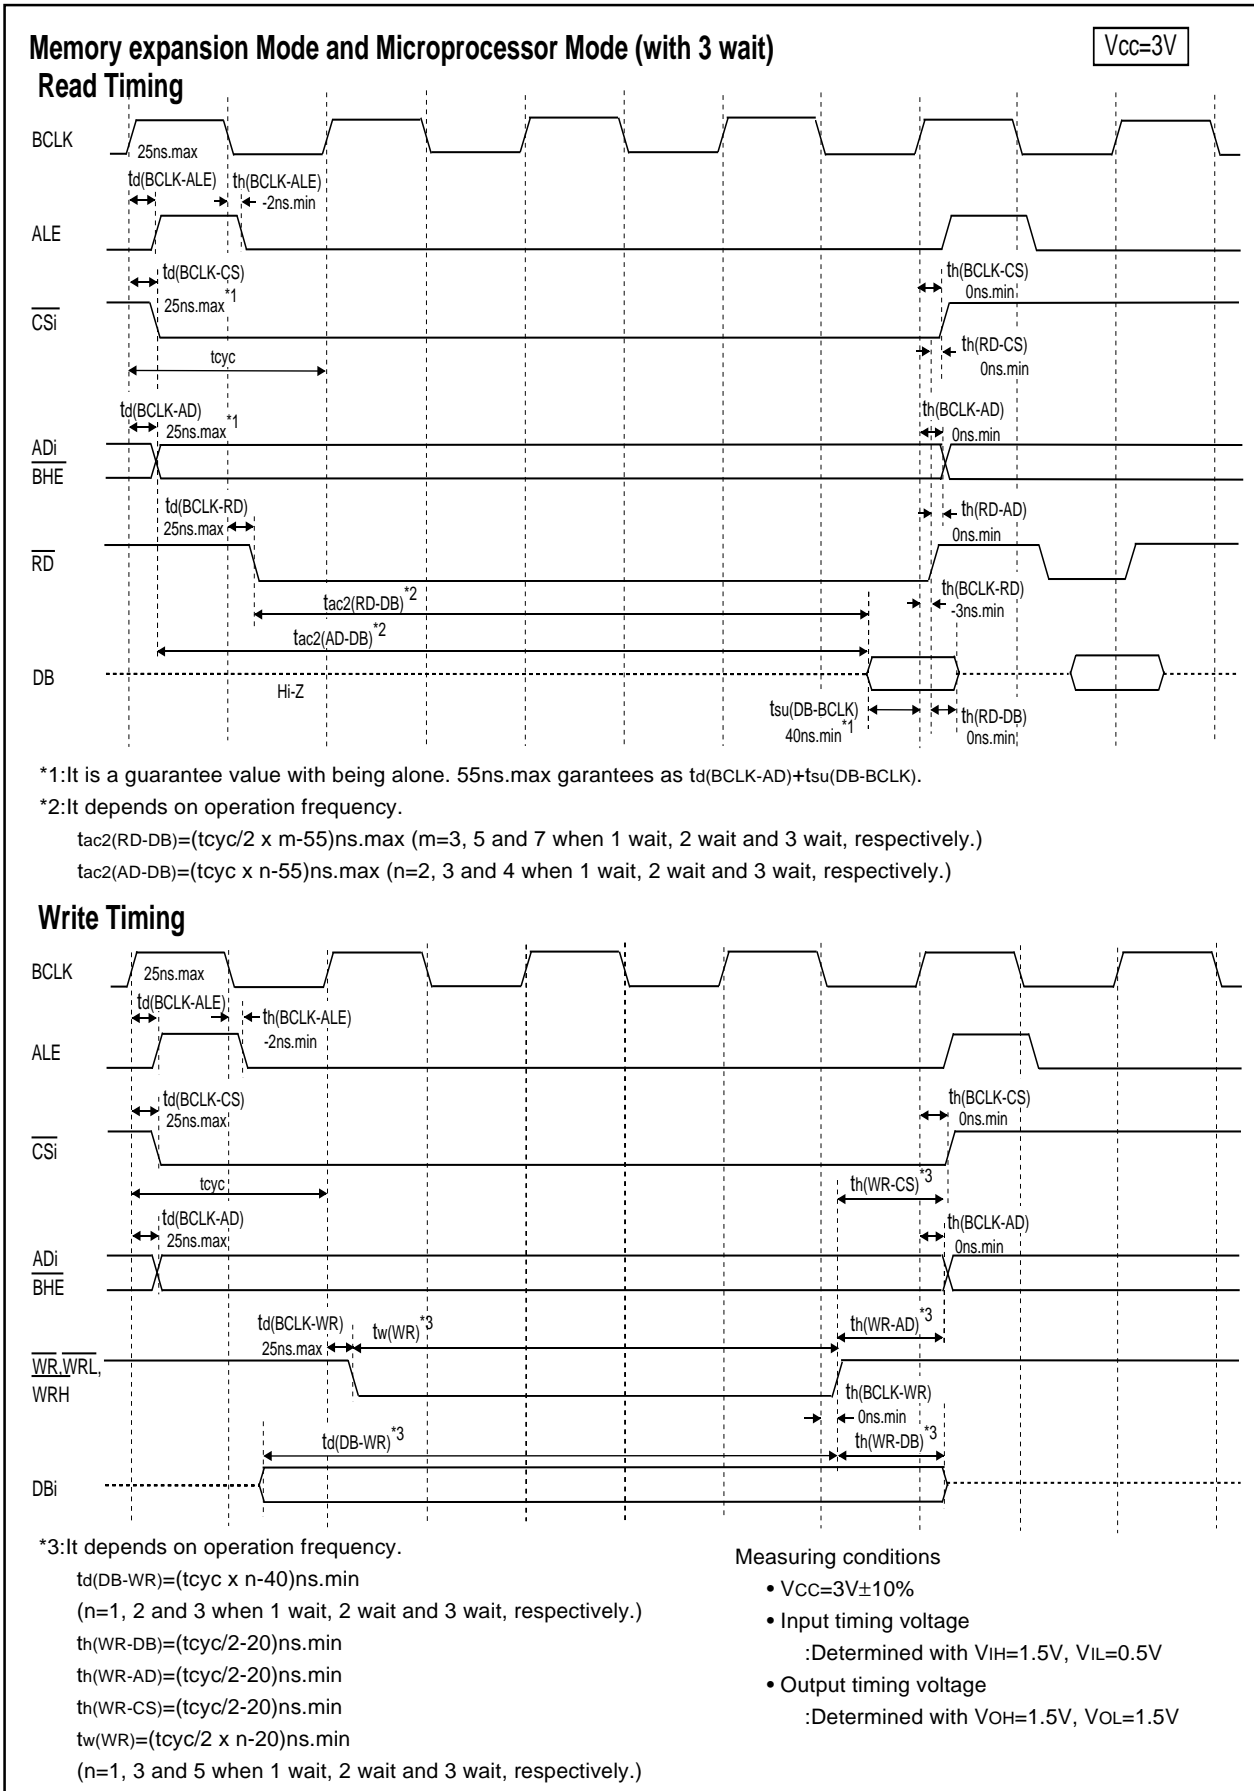 Memory expansion Mode and Microprocessor Mode (with 3 wait)
Vcc=3V
Read Timing
BCLK
25ns.max
td(BCLK-ALE)
th(BCLK-ALE)
-2ns.min
ALE
td(BCLK-CS)
25ns.max*1
th(BCLK-CS)
0ns.min
CSi
th(RD-CS)
0ns.min
tcyc
td(BCLK-AD)
25ns.max*1
th(BCLK-AD)
0ns.min
ADi
BHE
td(BCLK-RD)
25ns.max
th(RD-AD)
0ns.min
RD
tac2(RD-DB)*2
th(BCLK-RD)
-3ns.min
tac2(AD-DB)*2
DB
Hi-Z
tsu(DB-BCLK)
40ns.min*1
th(RD-DB)
0ns.min
*1:It is a guarantee value with being alone. 55ns.max garantees as td(BCLK-AD)+tsu(DB-BCLK).
*2:It depends on operation frequency.
tac2(RD-DB)=(tcyc/2 x m-55)ns.max (m=3, 5 and 7 when 1 wait, 2 wait and 3 wait, respectively.)
tac2(AD-DB)=(tcyc x n-55)ns.max (n=2, 3 and 4 when 1 wait, 2 wait and 3 wait, respectively.)
Write Timing
BCLK
25ns.max
td(BCLK-ALE)
th(BCLK-ALE)
-2ns.min
ALE
td(BCLK-CS)
25ns.max
th(BCLK-CS)
0ns.min
CSi
tcyc
th(WR-CS)*3
td(BCLK-AD)
25ns.max
th(BCLK-AD)
0ns.min
ADi
BHE
td(BCLK-WR)
25ns.max
tw(WR)*3
th(WR-AD)*3
WR,WRL,
WRH
th(BCLK-WR)
0ns.min
td(DB-WR)*3
th(WR-DB)*3
DBi
*3:It depends on operation frequency.
td(DB-WR)=(tcyc x n-40)ns.min
(n=1, 2 and 3 when 1 wait, 2 wait and 3 wait, respectively.)
th(WR-DB)=(tcyc/2-20)ns.min
th(WR-AD)=(tcyc/2-20)ns.min
th(WR-CS)=(tcyc/2-20)ns.min
tw(WR)=(tcyc/2 x n-20)ns.min
(n=1, 3 and 5 when 1 wait, 2 wait and 3 wait, respectively.)
Measuring conditions
• VCC=3V±10%
• Input timing voltage
:Determined with VIH=1.5V, VIL=0.5V
• Output timing voltage
:Determined with VOH=1.5V, VOL=1.5V